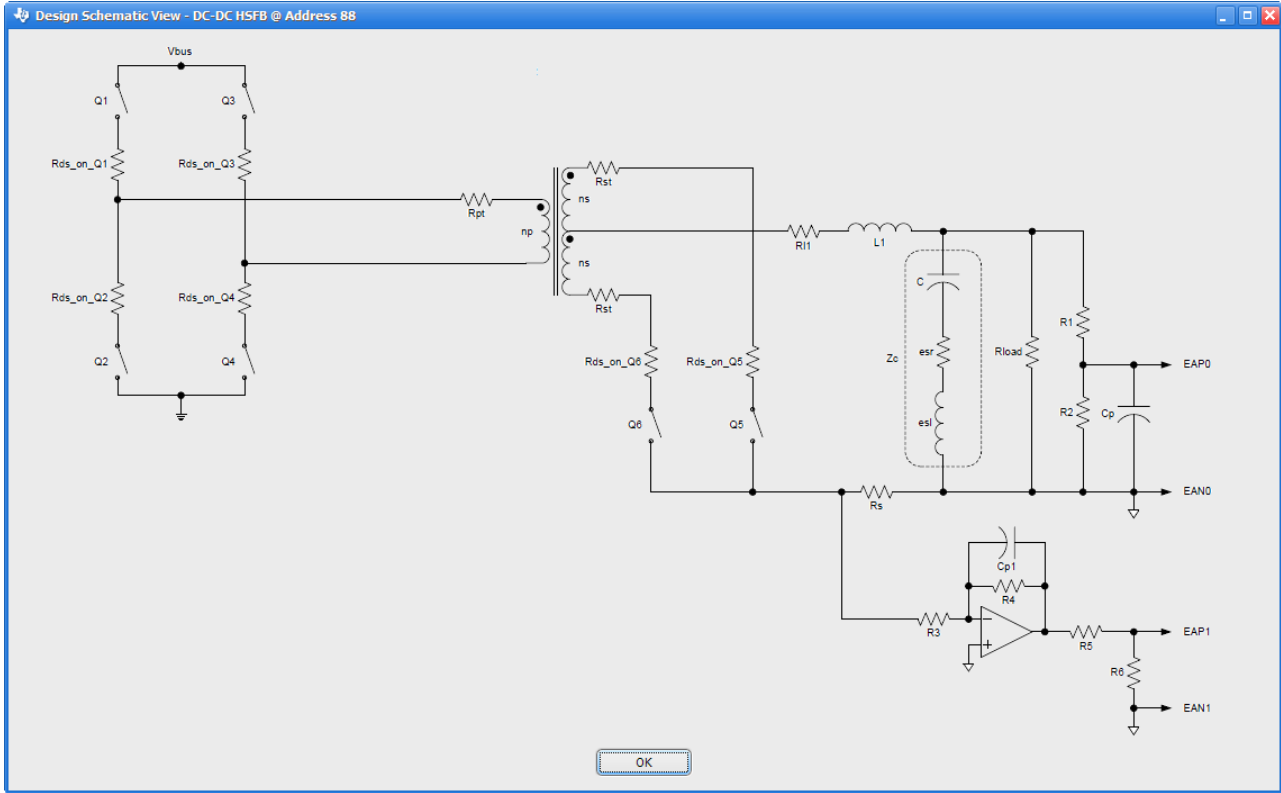 Design Schematic View - DC-DC HSFB @ Address 88
Vbus
Q1
Q3
Rds_on_Q1
Rds_on_Q3
Rst
ns
Rpt
np
Rl1
L1
ns
Rst
C
Rds_on_Q2
Rds_on_Q4
R1
Q2
Q4
Rds_on_Q6
Rds_on_Q5
Zc
esr
Rload
EAP0
Q6
Q5
esl
R2
Cp
Rs
EAN0
Cp1
R4
R3
R5
EAP1
R6
EAN1
OK